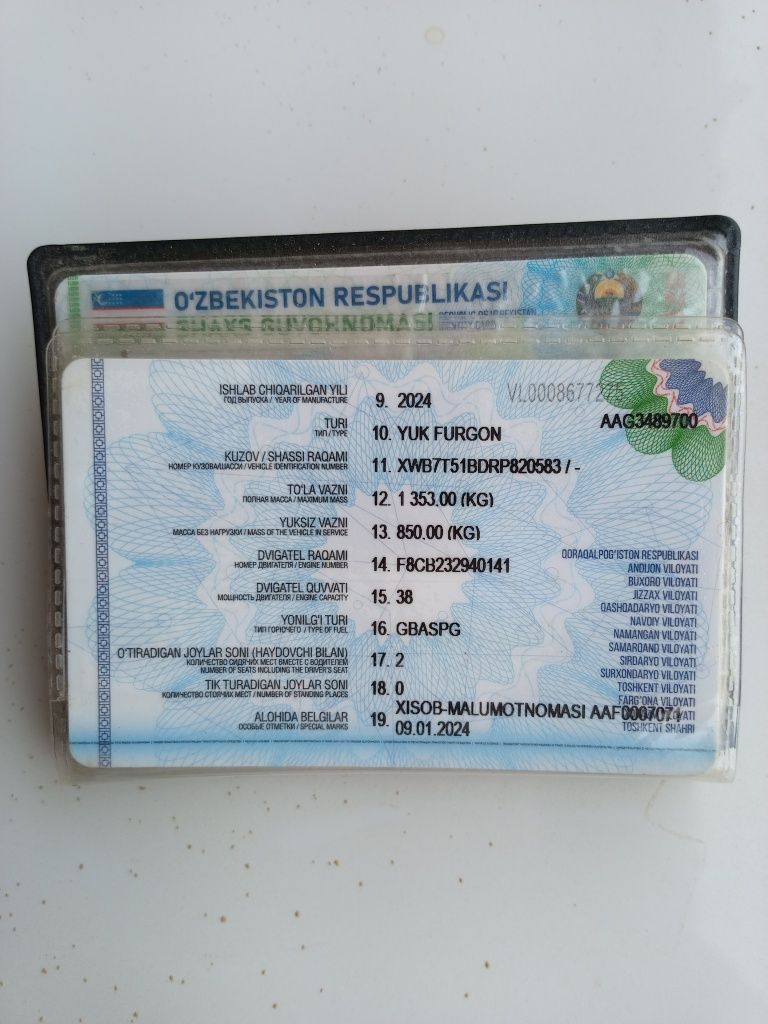 O'ZBEKISTON RESPUBLIKASI
SHAXS GUVOHNOMASI
VL0008677275
AAG3489700
ISHLAB CHIQARILGAN YILI
ГОД ВЫПУСКА / YEAR OF MANUFACTURE
9. 2024
TURI
ТИП / TYPE
10. YUK FURGON
KUZOV / SHASSI RAQAMI
НОМЕР КУЗОВА/ШАССИ / VEHICLE IDENTIFICATION NUMBER
11. XWB7T51BDRP820583 / -
TO'LA VAZNI
ПОЛНАЯ МАССА / MAXIMUM MASS
12. 1 353.00 (KG)
YUKSIZ VAZNI
МАССА БЕЗ НАГРУЗКИ / MASS OF THE VEHICLE IN SERVICE
13. 850.00 (KG)
DVIGATEL RAQAMI
НОМЕР ДВИГАТЕЛЯ / ENGINE NUMBER
14. F8CB232940141
DVIGATEL QUVVATI
МОЩНОСТЬ ДВИГАТЕЛЯ / ENGINE CAPACITY
15. 38
YONILG'I TURI
ТИП ГОРЮЧЕГО / TYPE OF FUEL
16. GBASPG
O'TIRADIGAN JOYLAR SONI (HAYDOVCHI BILAN)
КОЛИЧЕСТВО СИДЯЧИХ МЕСТ ВМЕСТЕ С ВОДИТЕЛЕМ
NUMBER OF SEATS INCLUDING THE DRIVER'S SEAT
17. 2
TIK TURADIGAN JOYLAR SONI
КОЛИЧЕСТВО СТОЯЧИХ МЕСТ / NUMBER OF STANDING PLACES
18. 0
ALOHIDA BELGILAR
ОСОБЫЕ ОТМЕТКИ / SPECIAL MARKS
19. XISOB-MALUMOTNOMASI
09.01.2024
QORAQALPOG'ISTON RESPUBLIKASI
ANDIJON VILOYATI
BUXORO VILOYATI
JIZZAX VILOYATI
QASHQADARYO VILOYATI
NAVOIY VILOYATI
NAMANGAN VILOYATI
SAMARQAND VILOYATI
SIRDARYO VILOYATI
SURXONDARYO VILOYATI
TOSHKENT VILOYATI
FARG'ONA VILOYATI
TOSHKENT SHAHRI